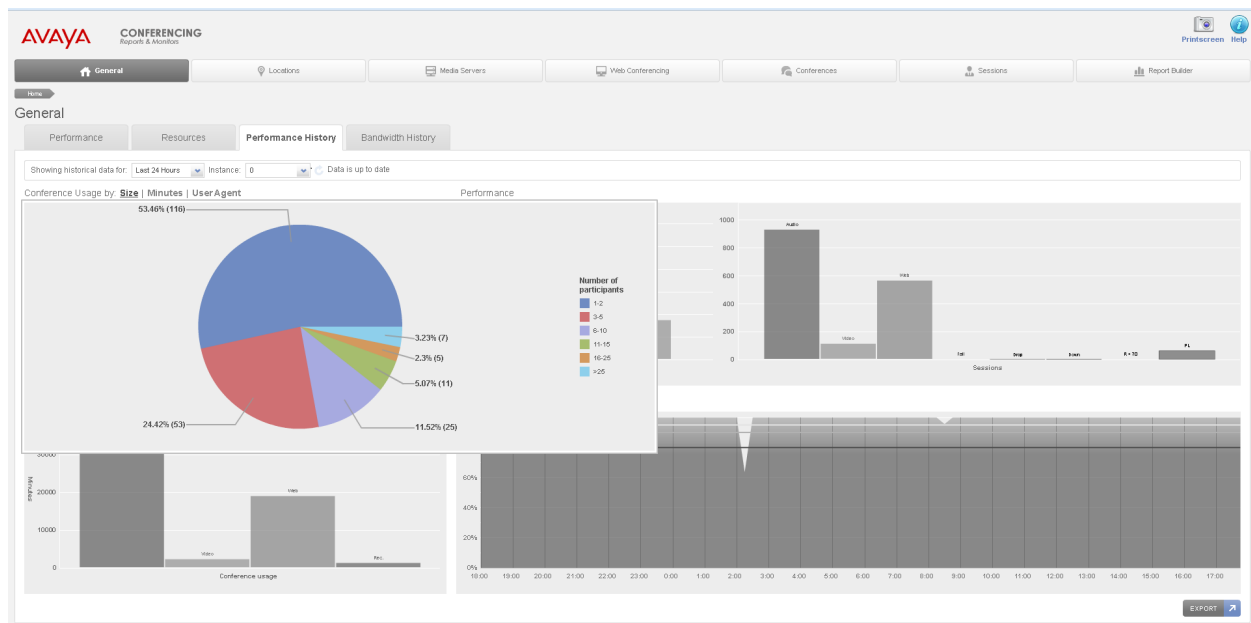 AVAYA
CONFERENCING
Reports & Monitors
Printscreen Help
General
Locations
Media Servers
Web Conferencing
Conferences
Sessions
Report Builder
Home
General
Performance
Resources
Performance History
Bandwidth History
Showing historical data for: Last 24 Hours Instance: 0 Data is up to date
Conference Usage by: Size | Minutes | User Agent
Performance
53.46% (116)
3.23% (7)
2.3% (5)
5.07% (11)
11.52% (25)
24.42% (53)
Number of
participants
1-2
3-5
6-10
11-15
16-25
>25
1000
800
600
400
200
0
Audio
Video
Web
Drop
Down
PL
Sessions
30000
20000
10000
0
Minutes
Web
Video
Rec.
Conference usage
60%
40%
20%
0%
18:00 19:00 20:00 21:00 22:00 23:00 0:00 1:00 2:00 3:00 4:00 5:00 6:00 7:00 8:00 9:00 10:00 11:00 12:00 13:00 14:00 15:00 16:00 17:00
EXPORT